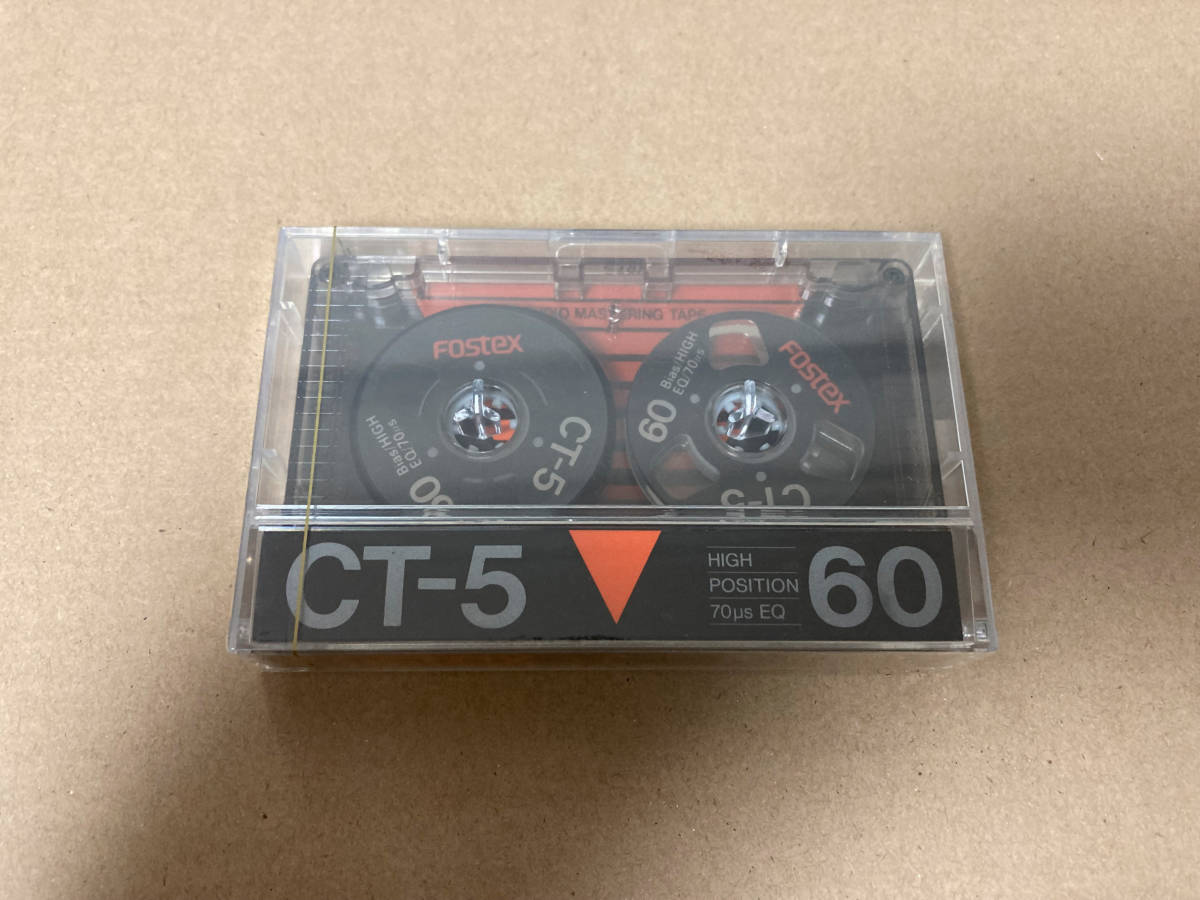 MASTERING TAPE
FOSTEX
Bias/HIGH
EQ/70μs
CT-5
FOSTEX
60
Bias/HIGH
EQ/70μs
CT-5
CT-5
HIGH
POSITION
70μs EQ
60